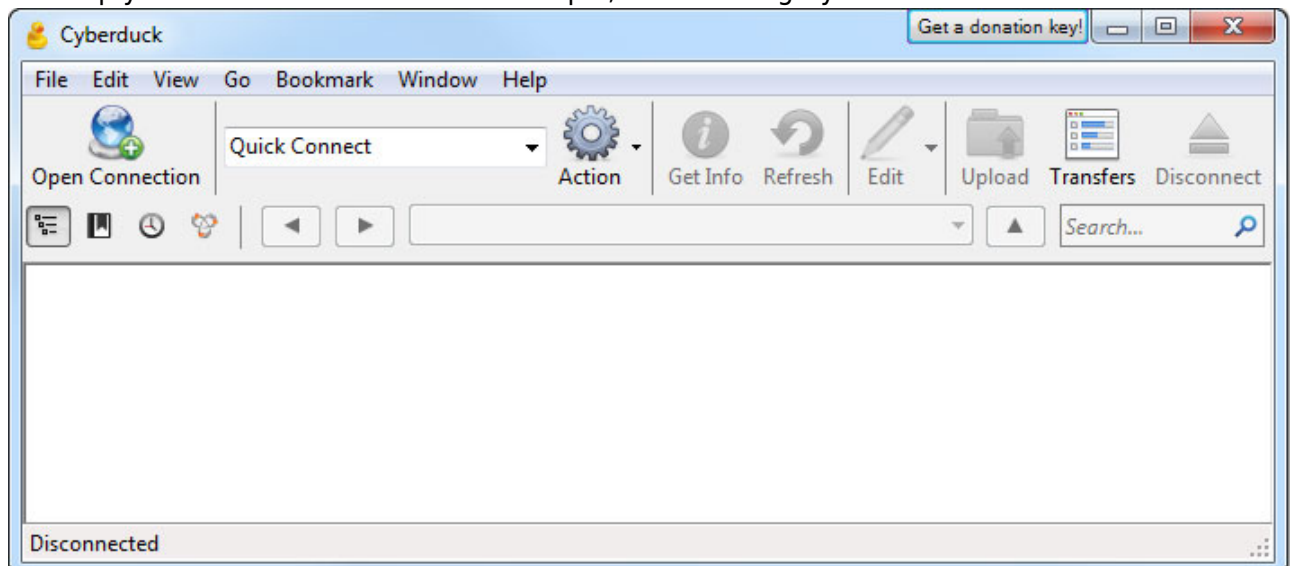 Cyberduck Get a donation key!
File Edit View Go Bookmark Window Help
Quick Connect
Open Connection Action Get Info Refresh Edit Upload Transfers Disconnect
Search...
Disconnected